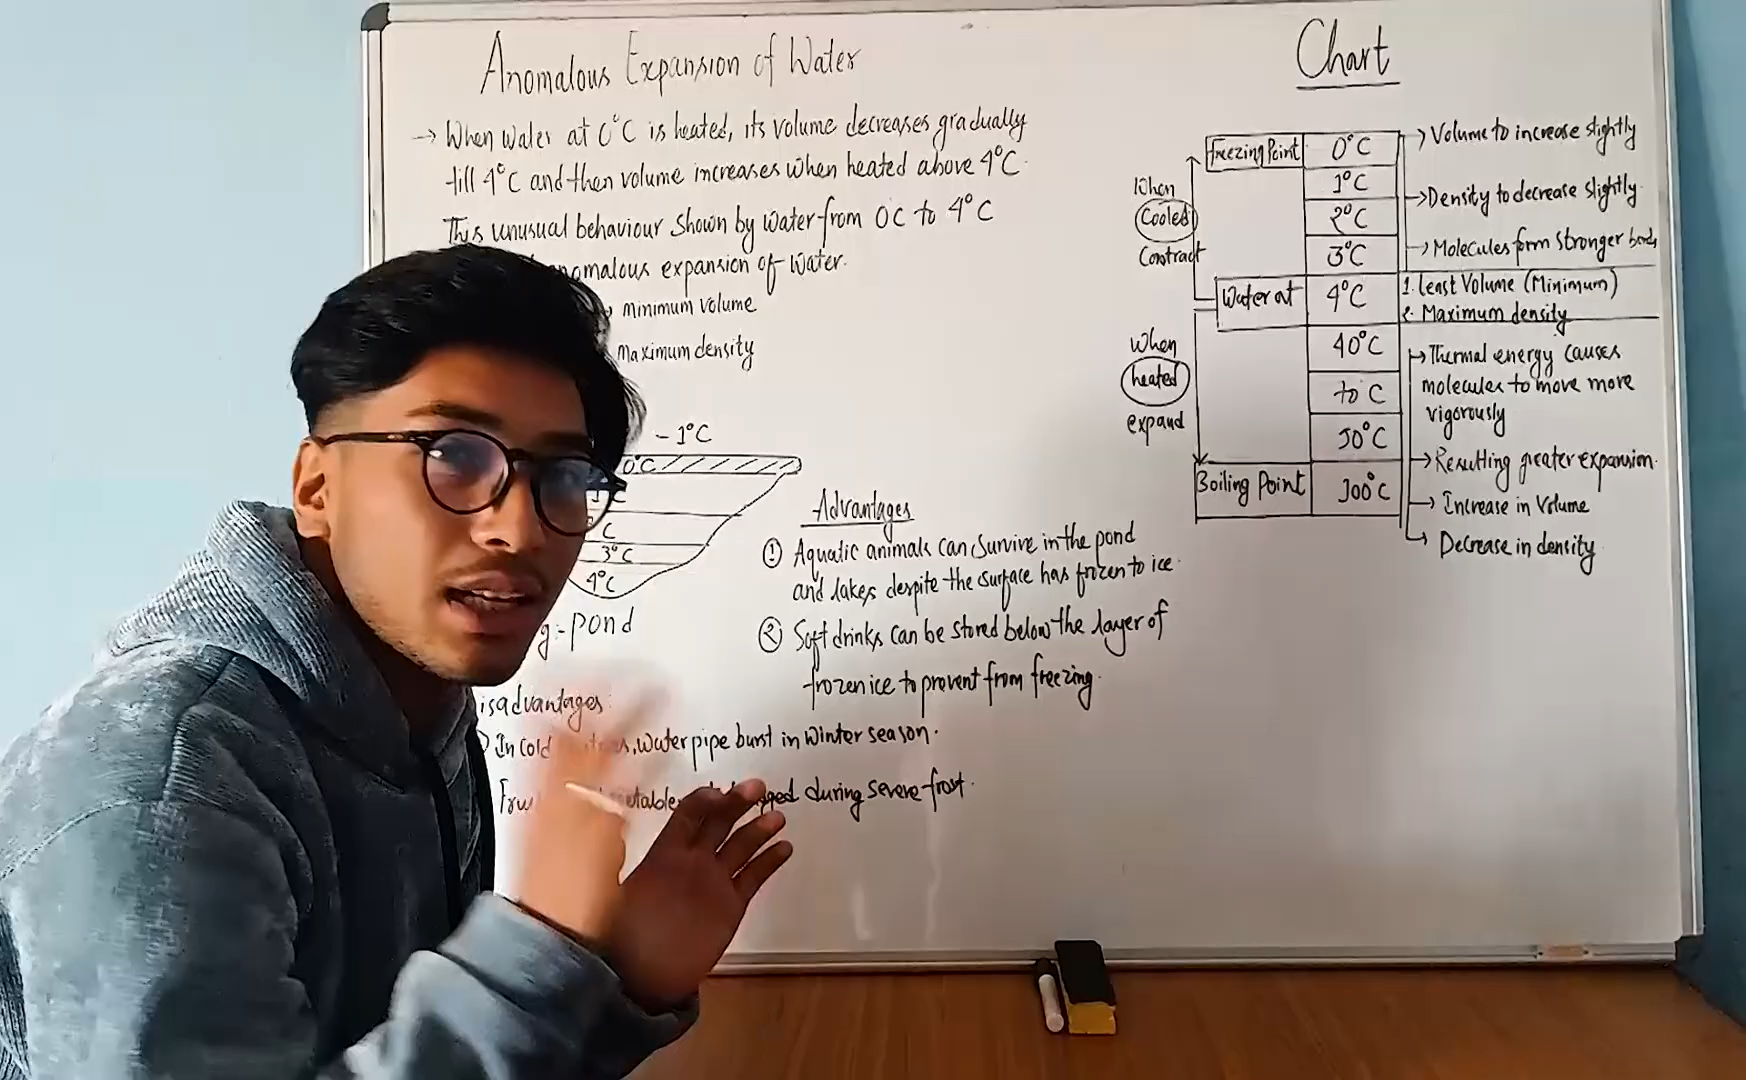 Anomalous Expansion of Water
→ When water at 0°C is heated, its volume decreases gradually
till 4°C and then volume increases when heated above 4°C.
This unusual behaviour shown by water from 0C to 4°C
anomalous expansion of water.
minimum volume
maximum density
-1°C
0°C
C
3°C
4°C
g:- pond
Advantages
① Aquatic animals can survive in the pond
and lakes despite the surface has frozen to ice.
② Soft drinks can be stored below the layer of
frozen ice to prevent from freezing.
isadvantages:
In cold water pipe burst in winter season.
during severe frost.
Chart
Freezing Point 0°C
1°C
2°C
3°C
Water at 4°C
40°C
to C
50°C
Boiling Point 100°C
When
Cooled
Contract
When
heated
expand
→ Volume to increase slightly
→ Density to decrease slightly.
→ Molecules form stronger bonds
1. Least Volume (Minimum)
2. Maximum density
→ Thermal energy causes
molecules to move more
vigorously
→ Resulting greater expansion.
→ Increase in Volume
→ Decrease in density